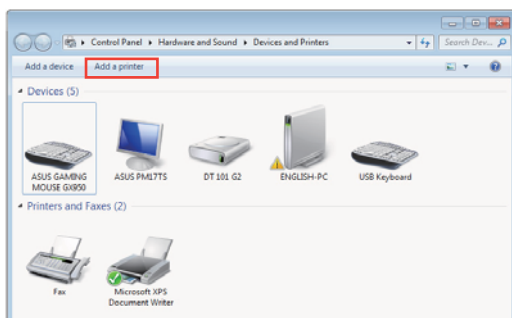 Control Panel ▸ Hardware and Sound ▸ Devices and Printers
Search Dev...
Add a device Add a printer
Devices (5)
ASUS GAMING MOUSE GX950
ASUS PM17TS
DT 101 G2
ENGLISH-PC
USB Keyboard
Printers and Faxes (2)
Fax
Microsoft XPS Document Writer